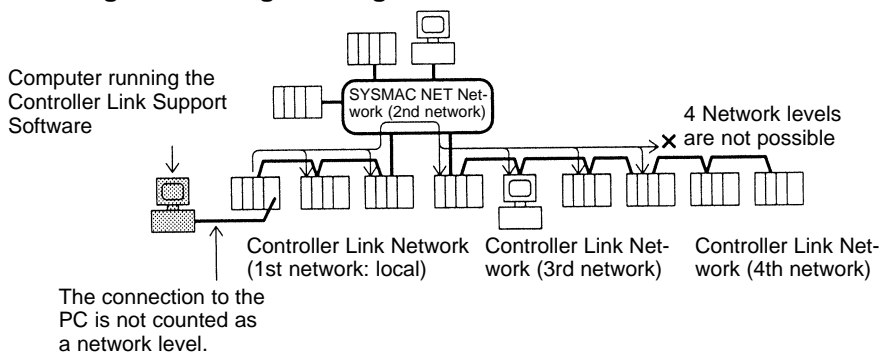 Computer running the
Controller Link Support
Software
SYSMAC NET Net-
work (2nd network)
4 Network levels
are not possible
Controller Link Network
(1st network: local)
Controller Link Net-
work (3rd network)
Controller Link Net-
work (4th network)
The connection to the
PC is not counted as
a network level.